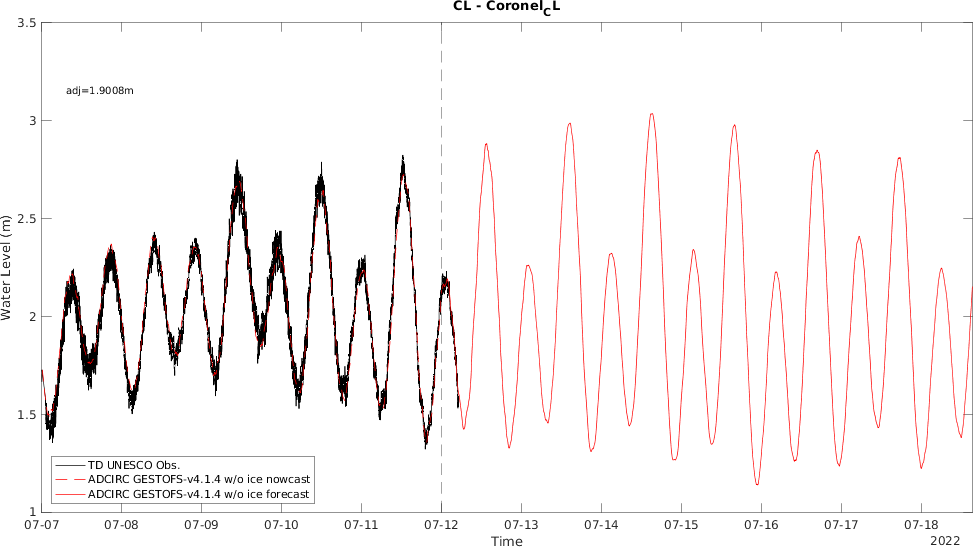 CL - Coronel_CL
3.5
adj=1.9008m
3
2.5
2
1.5
1
Water Level (m)
TD UNESCO Obs.
ADCIRC GESTOFS-v4.1.4 w/o ice nowcast
ADCIRC GESTOFS-v4.1.4 w/o ice forecast
07-07 07-08 07-09 07-10 07-11 07-12 07-13 07-14 07-15 07-16 07-17 07-18
Time
2022